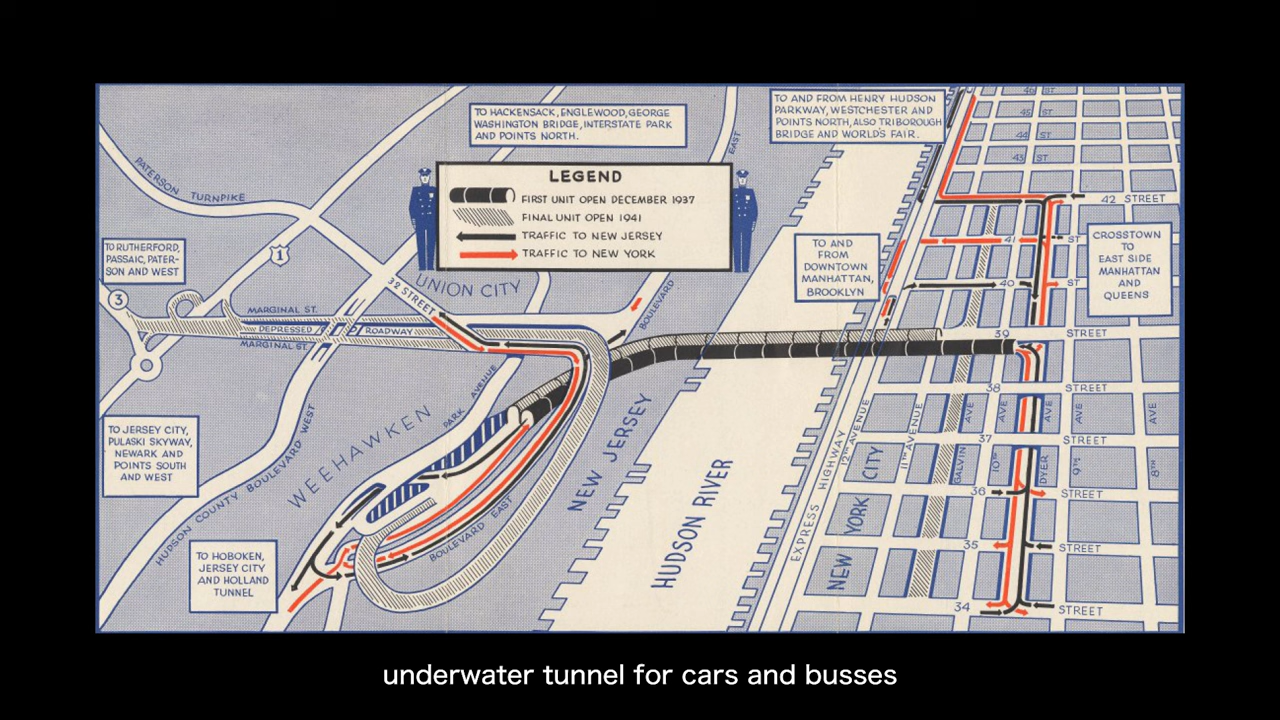 TO HACKENSACK, ENGLEWOOD, GEORGE
WASHINGTON BRIDGE, INTERSTATE PARK
AND POINTS NORTH.
TO AND FROM HENRY HUDSON
PARKWAY, WESTCHESTER AND
POINTS NORTH, ALSO TRIBOROUGH
BRIDGE AND WORLD'S FAIR.
LEGEND
FIRST UNIT OPEN DECEMBER 1937
FINAL UNIT OPEN 1941
TRAFFIC TO NEW JERSEY
TRAFFIC TO NEW YORK
PATERSON TURNPIKE
EAST
BOULEVARD
45 ST
44 ST
43 ST
42 STREET
41 ST
40 ST
39 STREET
38 STREET
37 STREET
36 STREET
35 STREET
34 STREET
TO RUTHERFORD,
PASSAIC, PATER-
SON AND WEST
1
3
TO AND
FROM
DOWNTOWN
MANHATTAN,
BROOKLYN
CROSSTOWN
TO
EAST SIDE
MANHATTAN
AND
QUEENS
UNION CITY
32 STREET
MARGINAL ST.
DEPRESSED ROADWAY
MARGINAL ST.
PARK AVENUE
WEEHAWKEN
HUDSON COUNTY BOULEVARD WEST
TO JERSEY CITY,
PULASKI SKYWAY,
NEWARK AND
POINTS SOUTH
AND WEST
TO HOBOKEN,
JERSEY CITY
AND HOLLAND
TUNNEL
BOULEVARD EAST
NEW JERSEY
HUDSON RIVER
EXPRESS HIGHWAY
12TH AVENUE
NEW YORK CITY
11TH AVENUE
GALVIN AVE
10TH AVE
DYER AVE
9TH AVE
8TH AVE
underwater tunnel for cars and busses